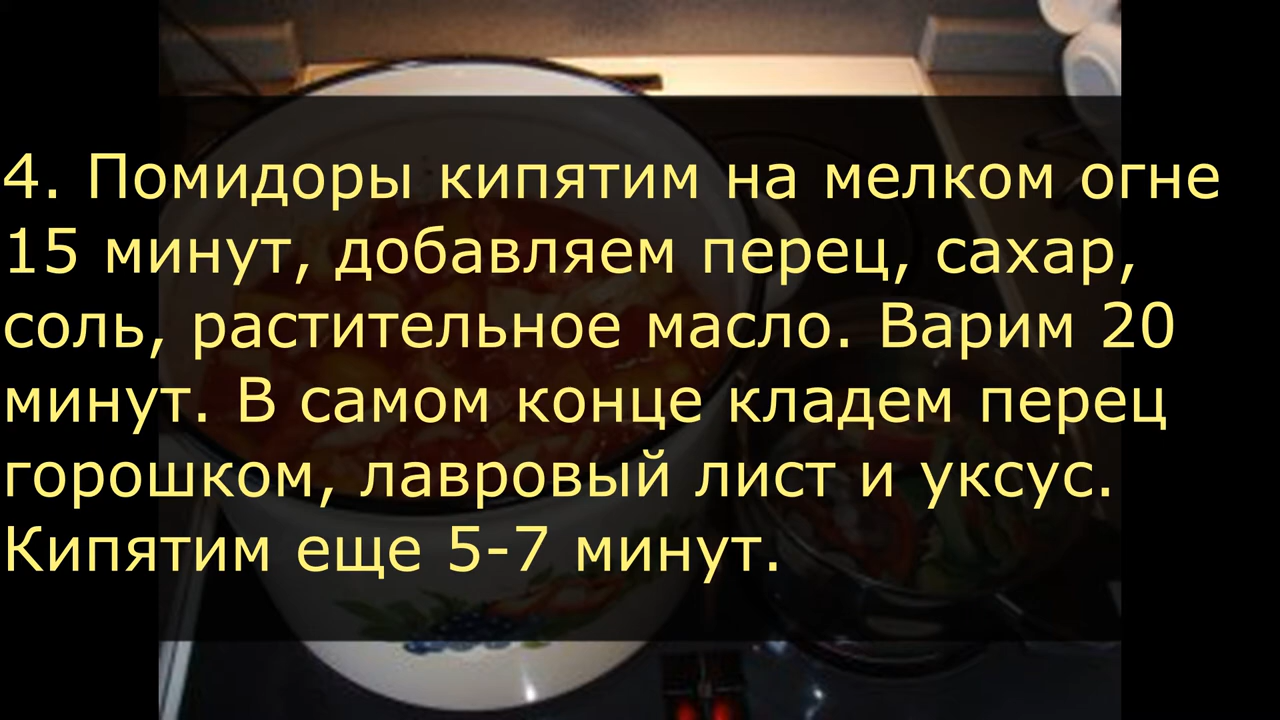 4. Помидоры кипятим на мелком огне
15 минут, добавляем перец, сахар,
соль, растительное масло. Варим 20
минут. В самом конце кладем перец
горошком, лавровый лист и уксус.
Кипятим еще 5-7 минут.